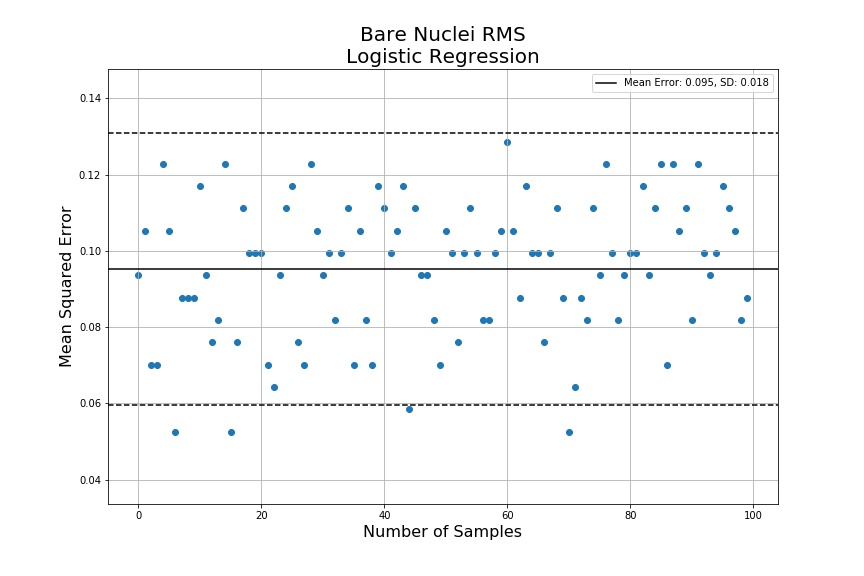 Bare Nuclei RMS
Logistic Regression
Mean Error: 0.095, SD: 0.018
0.14
0.12
0.10
0.08
0.06
0.04
Mean Squared Error
0
20
40
60
80
100
Number of Samples